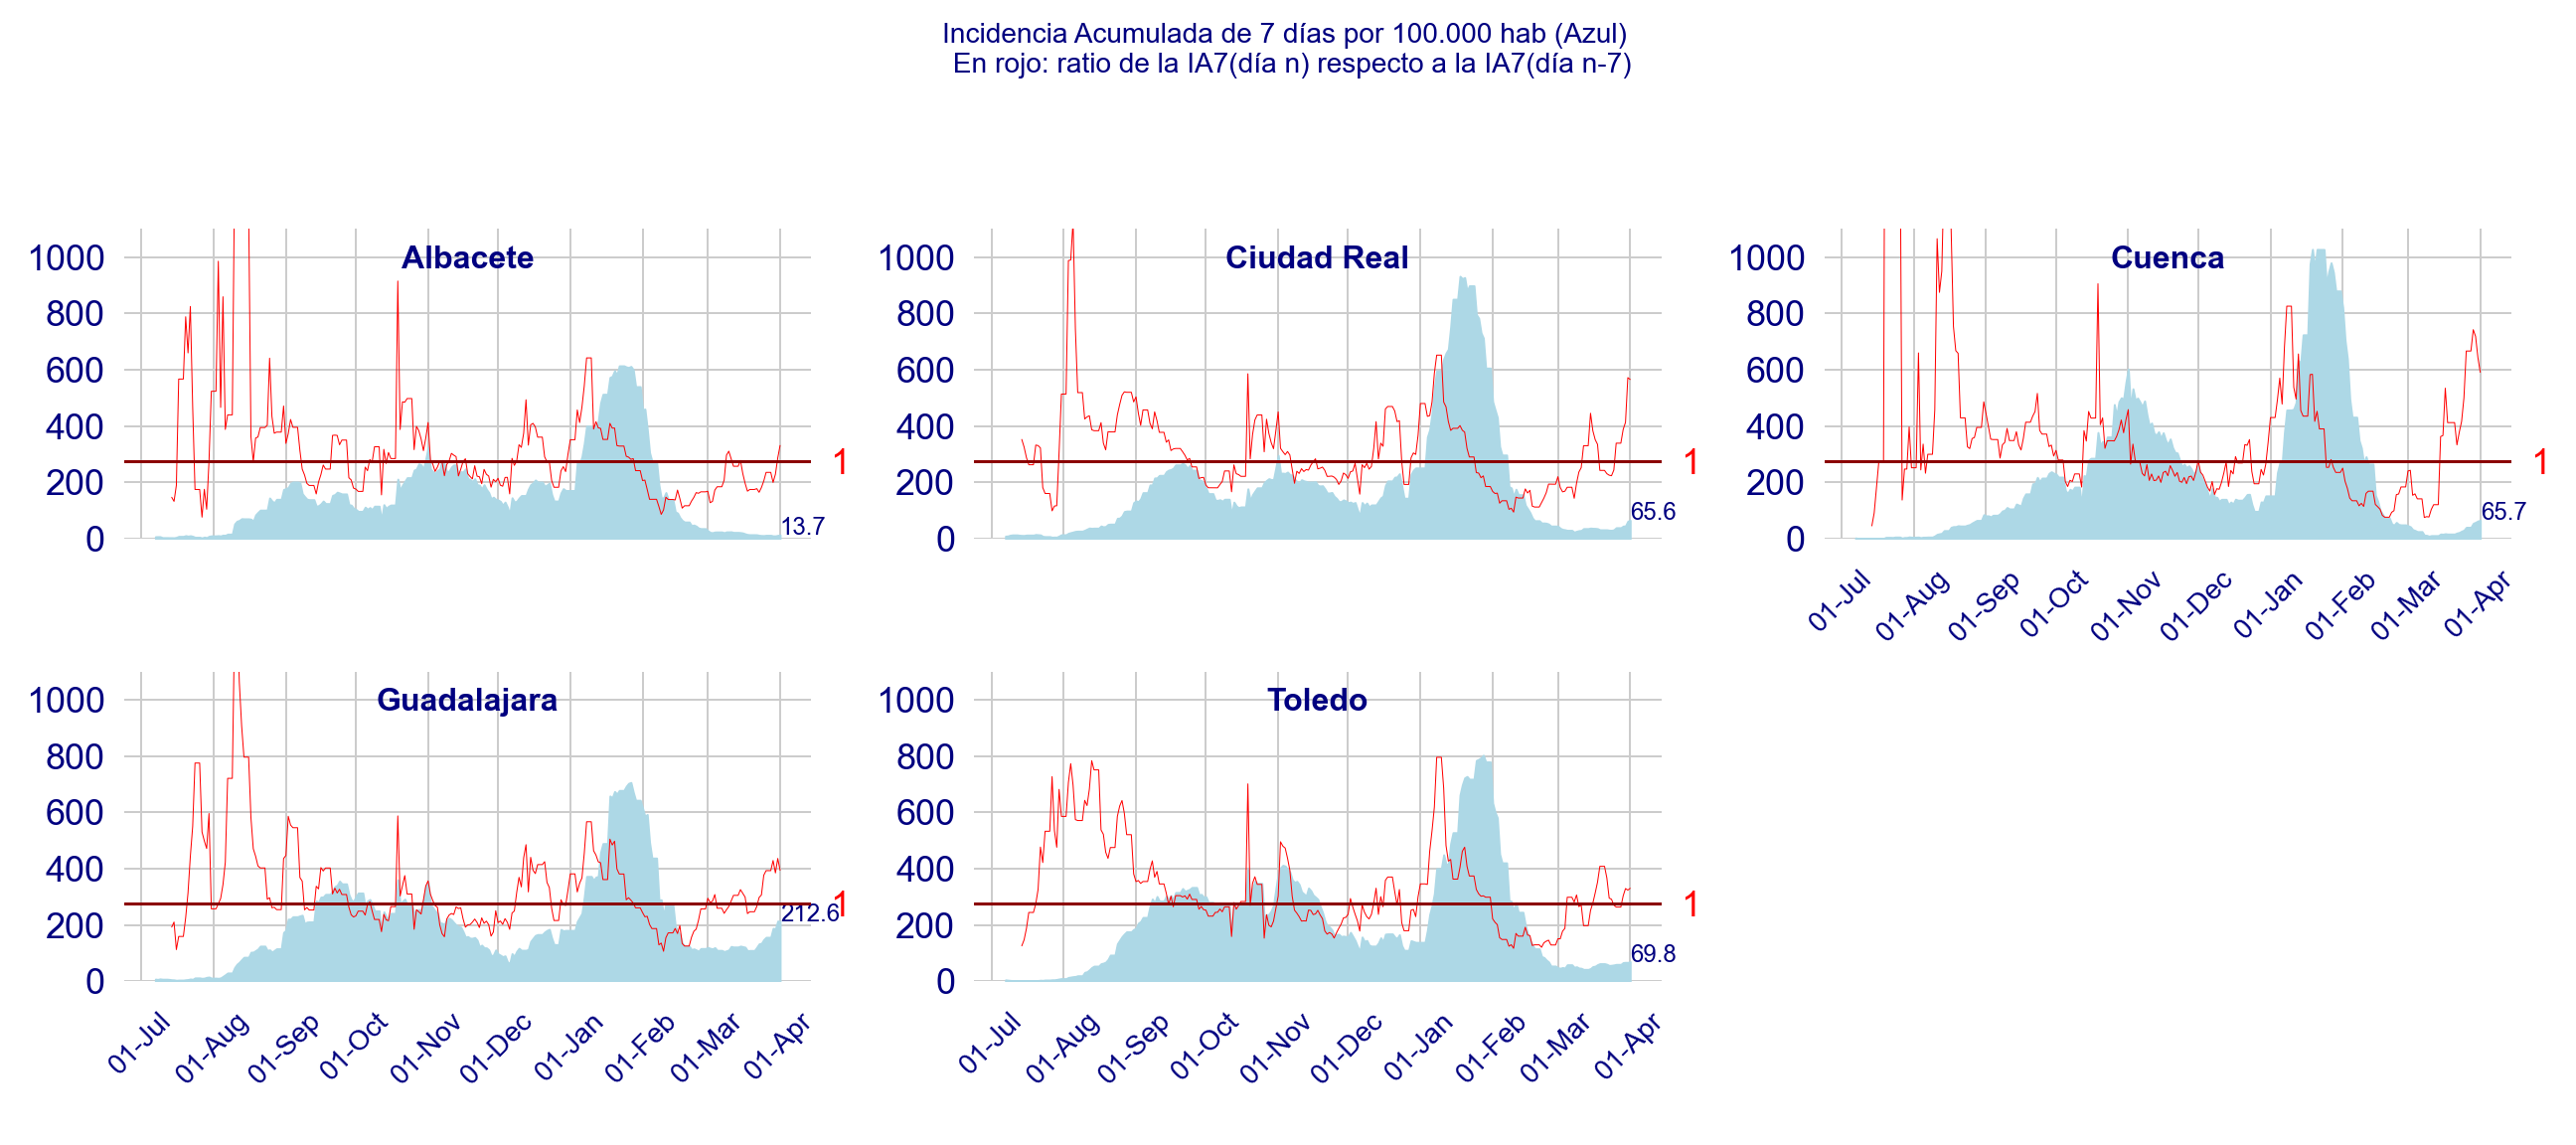 Incidencia Acumulada de 7 días por 100.000 hab (Azul)
En rojo: ratio de la IA7(día n) respecto a la IA7(día n-7)
Albacete
1000
800
600
400
200
0
1
13.7
Ciudad Real
1000
800
600
400
200
0
1
65.6
Cuenca
1000
800
600
400
200
0
1
65.7
01-Jul
01-Aug
01-Sep
01-Oct
01-Nov
01-Dec
01-Jan
01-Feb
01-Mar
01-Apr
Guadalajara
1000
800
600
400
200
0
1
212.6
01-Jul
01-Aug
01-Sep
01-Oct
01-Nov
01-Dec
01-Jan
01-Feb
01-Mar
01-Apr
Toledo
1000
800
600
400
200
0
1
69.8
01-Jul
01-Aug
01-Sep
01-Oct
01-Nov
01-Dec
01-Jan
01-Feb
01-Mar
01-Apr